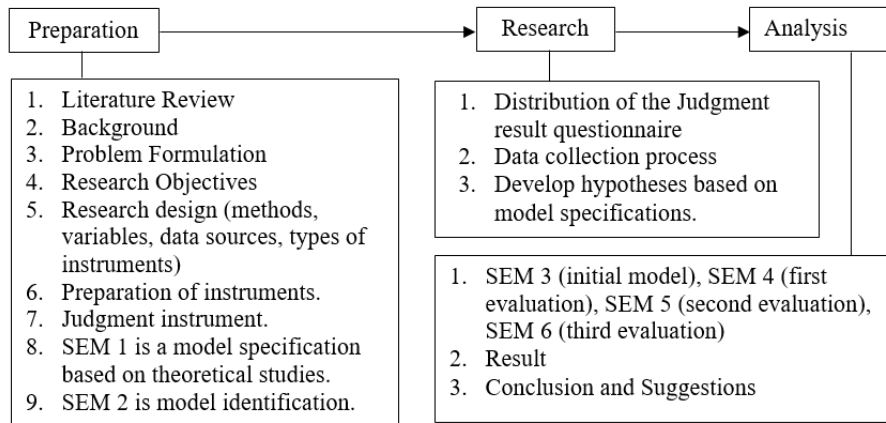 Preparation
Research
Analysis
1. Literature Review
2. Background
3. Problem Formulation
4. Research Objectives
5. Research design (methods,
variables, data sources, types of
instruments)
6. Preparation of instruments.
7. Judgment instrument.
8. SEM 1 is a model specification
based on theoretical studies.
9. SEM 2 is model identification.
1. Distribution of the Judgment
result questionnaire
2. Data collection process
3. Develop hypotheses based on
model specifications.
1. SEM 3 (initial model), SEM 4 (first
evaluation), SEM 5 (second evaluation),
SEM 6 (third evaluation)
2. Result
3. Conclusion and Suggestions